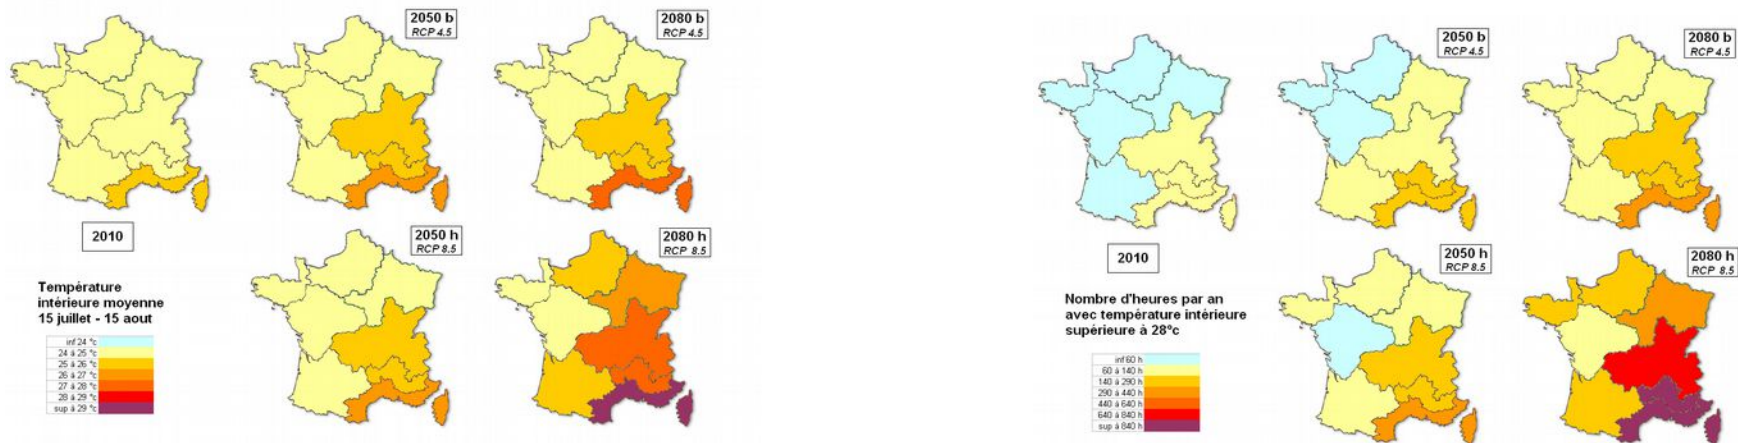 2050 b
RCP 4.5
2080 b
RCP 4.5
2010
2050 h
RCP 8.5
2080 h
RCP 8.5
Température
intérieure moyenne
15 juillet - 15 aout
inf 24 °c
24 à 25 °c
25 à 26 °c
26 à 27 °c
27 à 28 °c
28 à 29 °c
sup à 29 °c
2050 b
RCP 4.5
2080 b
RCP 4.5
2010
2050 h
RCP 8.5
2080 h
RCP 8.5
Nombre d'heures par an
avec température intérieure
supérieure à 28°c
inf 60 h
60 à 140 h
140 à 290 h
290 à 440 h
440 à 640 h
640 à 840 h
sup à 840 h